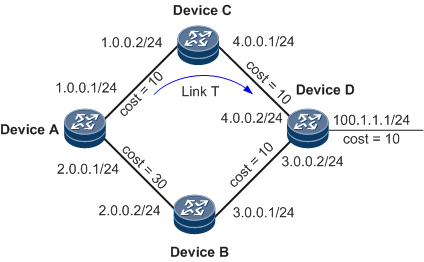 Device C
1.0.0.2/24
4.0.0.1/24
1.0.0.1/24
cost = 10
Link T
cost = 10
Device D
4.0.0.2/24
100.1.1.1/24
cost = 10
Device A
2.0.0.1/24
cost = 30
cost = 10
3.0.0.2/24
2.0.0.2/24
3.0.0.1/24
Device B